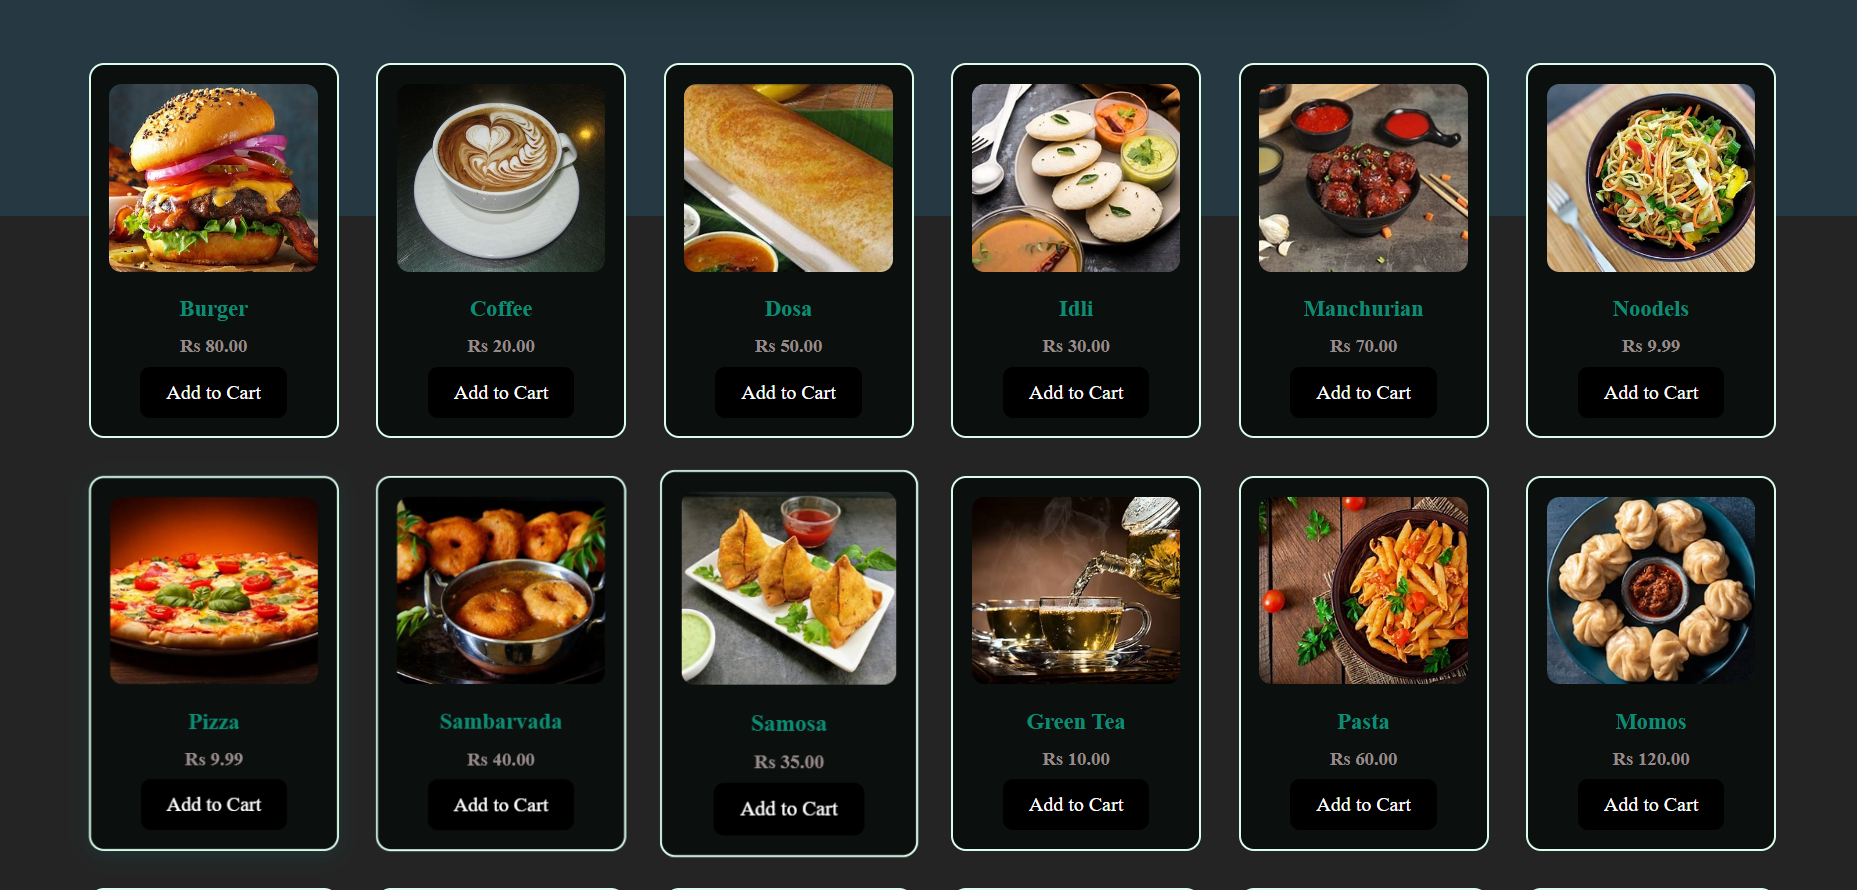 Burger
Rs 80.00
Add to Cart
Coffee
Rs 20.00
Add to Cart
Dosa
Rs 50.00
Add to Cart
Idli
Rs 30.00
Add to Cart
Manchurian
Rs 70.00
Add to Cart
Noodels
Rs 9.99
Add to Cart
Pizza
Rs 9.99
Add to Cart
Sambarvada
Rs 40.00
Add to Cart
Samosa
Rs 35.00
Add to Cart
Green Tea
Rs 10.00
Add to Cart
Pasta
Rs 60.00
Add to Cart
Momos
Rs 120.00
Add to Cart